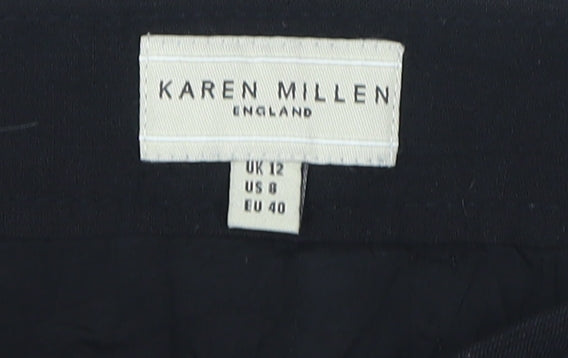 KAREN MILLEN
ENGLAND
UK 12
US 8
EU 40